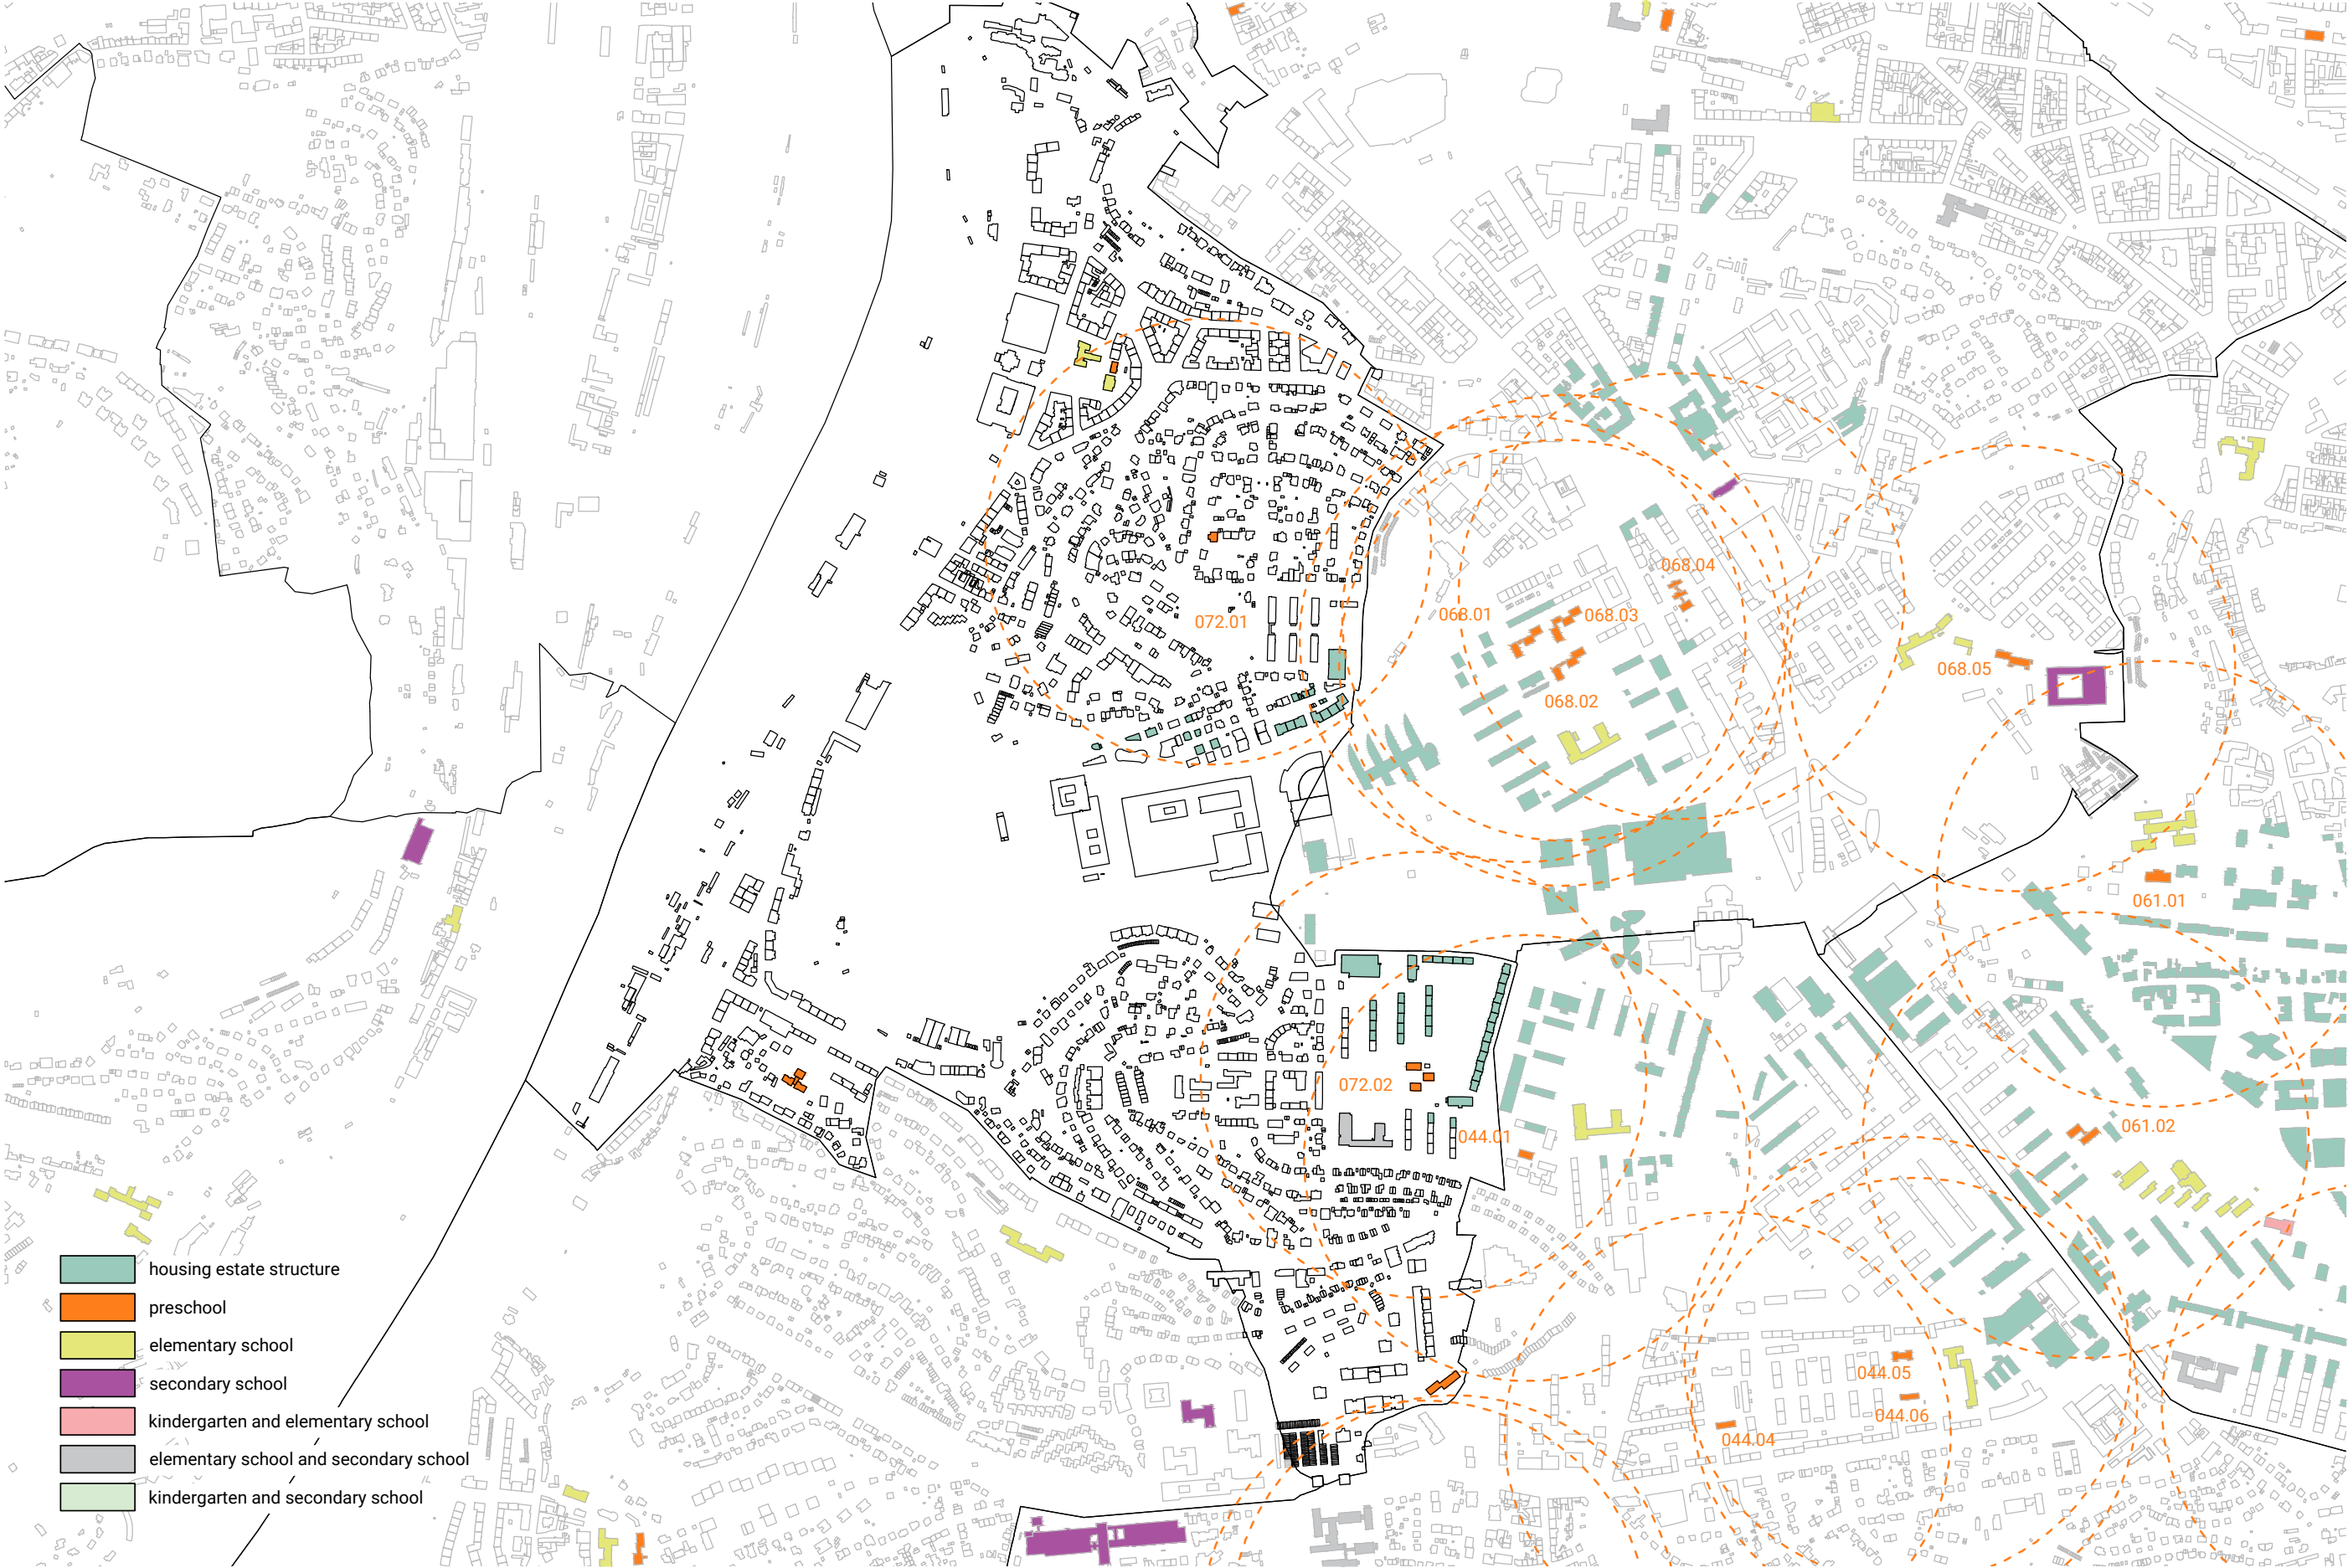 068.04
072.01
068.01
068.03
068.05
068.02
061.01
072.02
061.02
044.01
housing estate structure
preschool
elementary school
044.05
secondary school
044.06
kindergarten and elementary school
044.04
elementary school and secondary school
kindergarten and secondary school